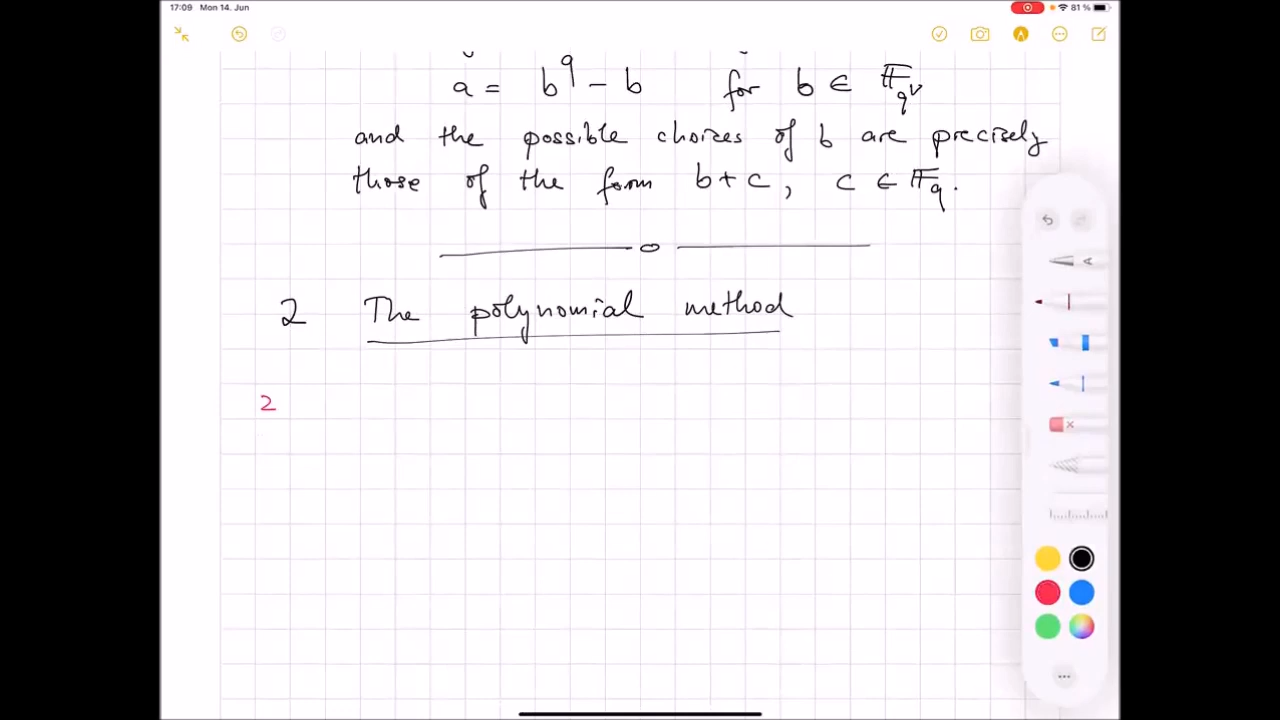 17:09 Mon 14. Jun
81 %
a = b^q - b for b ∈ 𝔽_{q^ν}
and the possible choices of b are precisely
those of the form b + c, c ∈ 𝔽_q.
2 The polynomial method
2